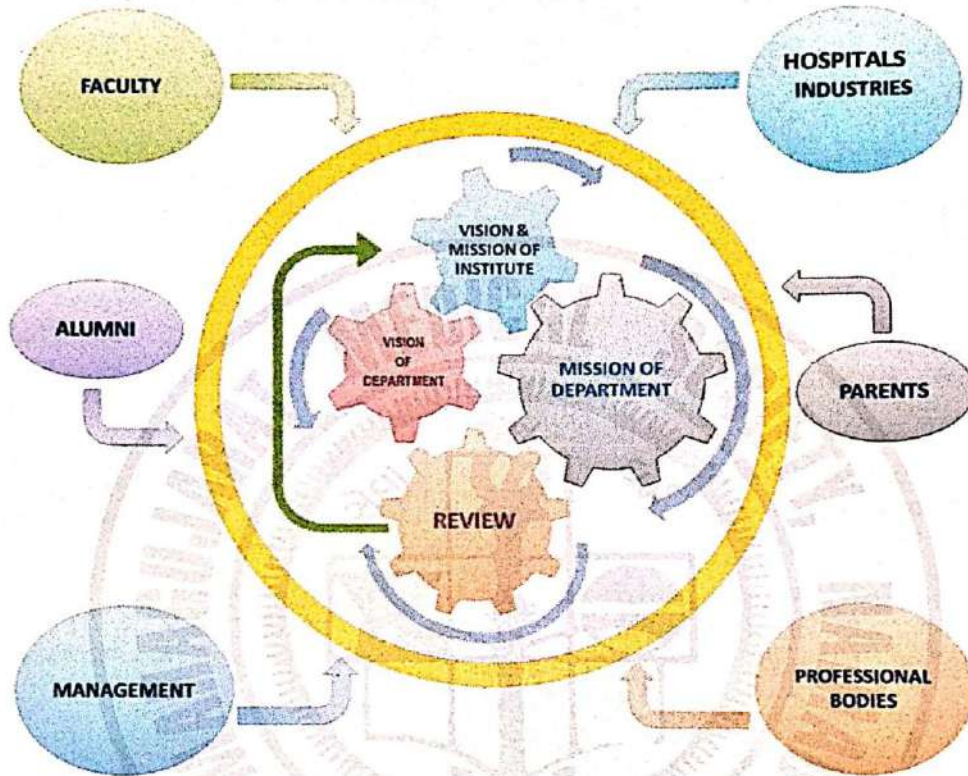 FACULTY
HOSPITALS
INDUSTRIES
VISION &
MISSION OF
INSTITUTE
ALUMNI
VISION
OF
DEPARTMENT
MISSION OF
DEPARTMENT
PARENTS
REVIEW
MANAGEMENT
PROFESSIONAL
BODIES